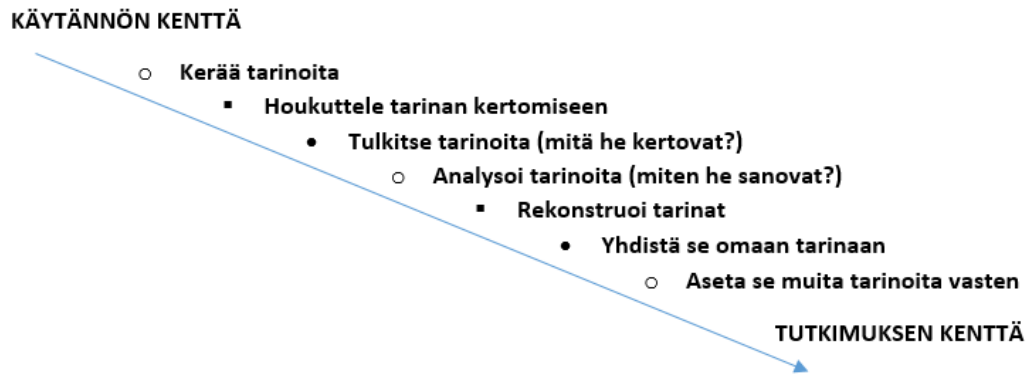 KÄYTÄNNÖN KENTTÄ
Kerää tarinoita
Houkuttele tarinan kertomiseen
Tulkitse tarinoita (mitä he kertovat?)
Analysoi tarinoita (miten he sanovat?)
Rekonstruoi tarinat
Yhdistä se omaan tarinaan
Aseta se muita tarinoita vasten
TUTKIMUKSEN KENTTÄ